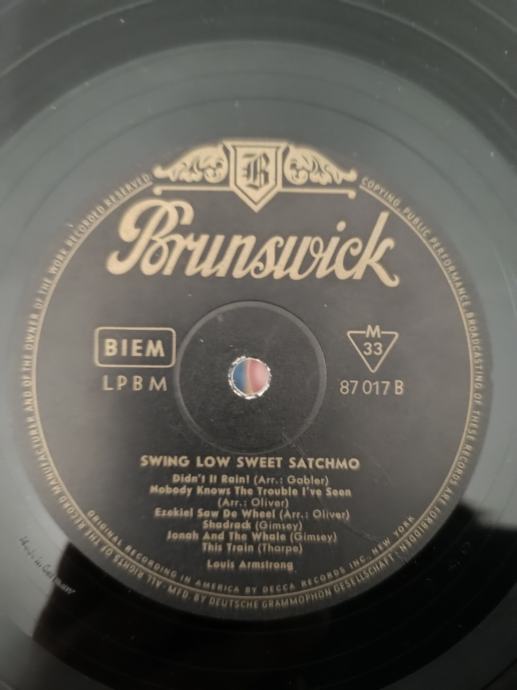 B
Brunswick
BIEM
LPBM
M
33
87 017 B
SWING LOW SWEET SATCHMO
Didn't It Rain! (Arr.: Gabler)
Nobody Knows The Trouble I've Seen
(Arr.: Oliver)
Ezekiel Saw De Wheel (Arr.: Oliver)
Shadrack (Gimsey)
Jonah And The Whale (Gimsey)
This Train (Tharpe)
Louis Armstrong
ORIGINAL RECORDING IN AMERICA BY DECCA RECORDS INC. NEW YORK
ALL RIGHTS OF THE RECORD MANUFACTURER AND OF THE OWNER OF THE WORK RECORDED RESERVED
COPYING, PUBLIC PERFORMANCE, BROADCASTING OF THESE RECORDS ARE FORBIDDEN
MFD. BY DEUTSCHE GRAMMOPHON GESELLSCHAFT
Made in Germany